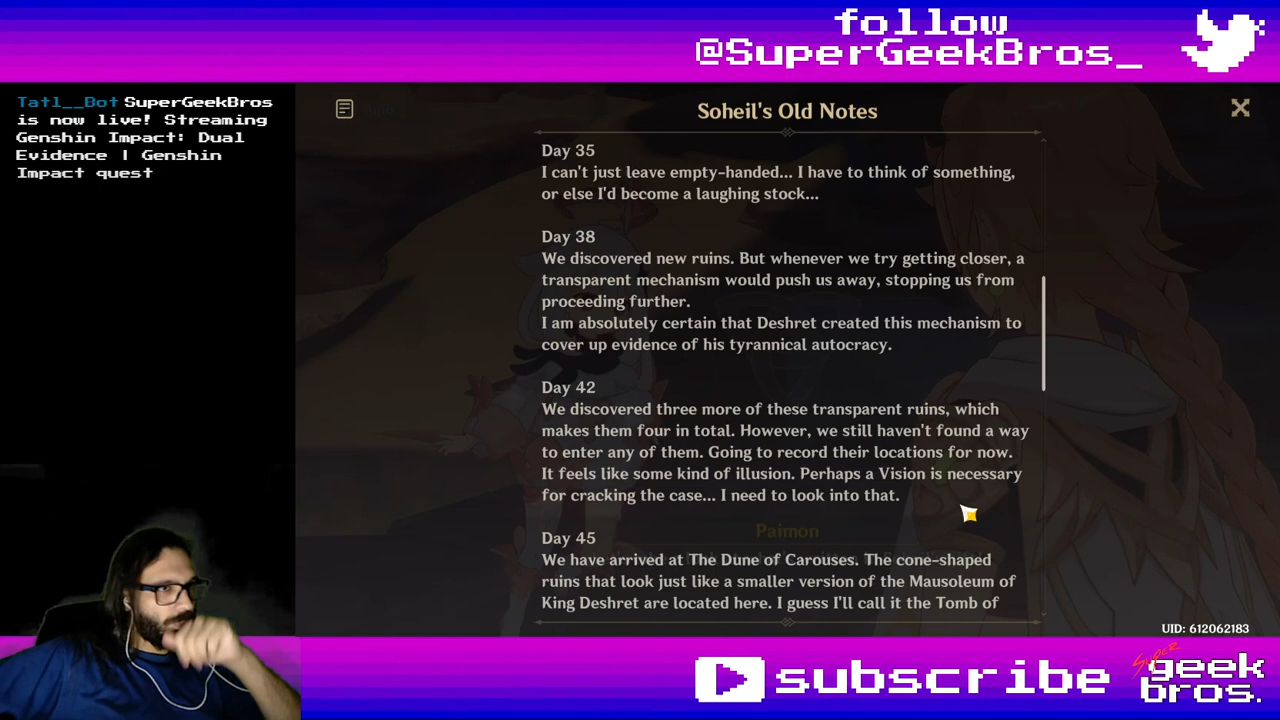 follow
@SuperGeekBros_
Tatl__Bot SuperGeekBros
is now live! Streaming
Genshin Impact: Dual
Evidence | Genshin
Impact quest
Soheil's Old Notes
Day 35
I can't just leave empty-handed... I have to think of something,
or else I'd become a laughing stock...
Day 38
We discovered new ruins. But whenever we try getting closer, a
transparent mechanism would push us away, stopping us from
proceeding further.
I am absolutely certain that Deshret created this mechanism to
cover up evidence of his tyrannical autocracy.
Day 42
We discovered three more of these transparent ruins, which
makes them four in total. However, we still haven't found a way
to enter any of them. Going to record their locations for now.
It feels like some kind of illusion. Perhaps a Vision is necessary
for cracking the case... I need to look into that.
Paimon
Day 45
We have arrived at The Dune of Carouses. The cone-shaped
ruins that look just like a smaller version of the Mausoleum of
King Deshret are located here. I guess I'll call it the Tomb of
UID: 612062183
subscribe
Super
geek
bros.